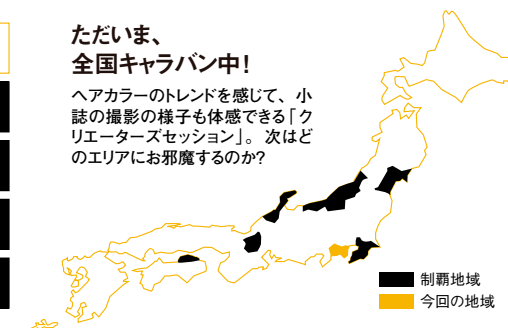 ただいま、
全国キャラバン中!
ヘアカラーのトレンドを感じて、小
誌の撮影の様子も体感できる「ク
リエーターズセッション」。次はど
のエリアにお邪魔するのか?
制覇地域
今回の地域